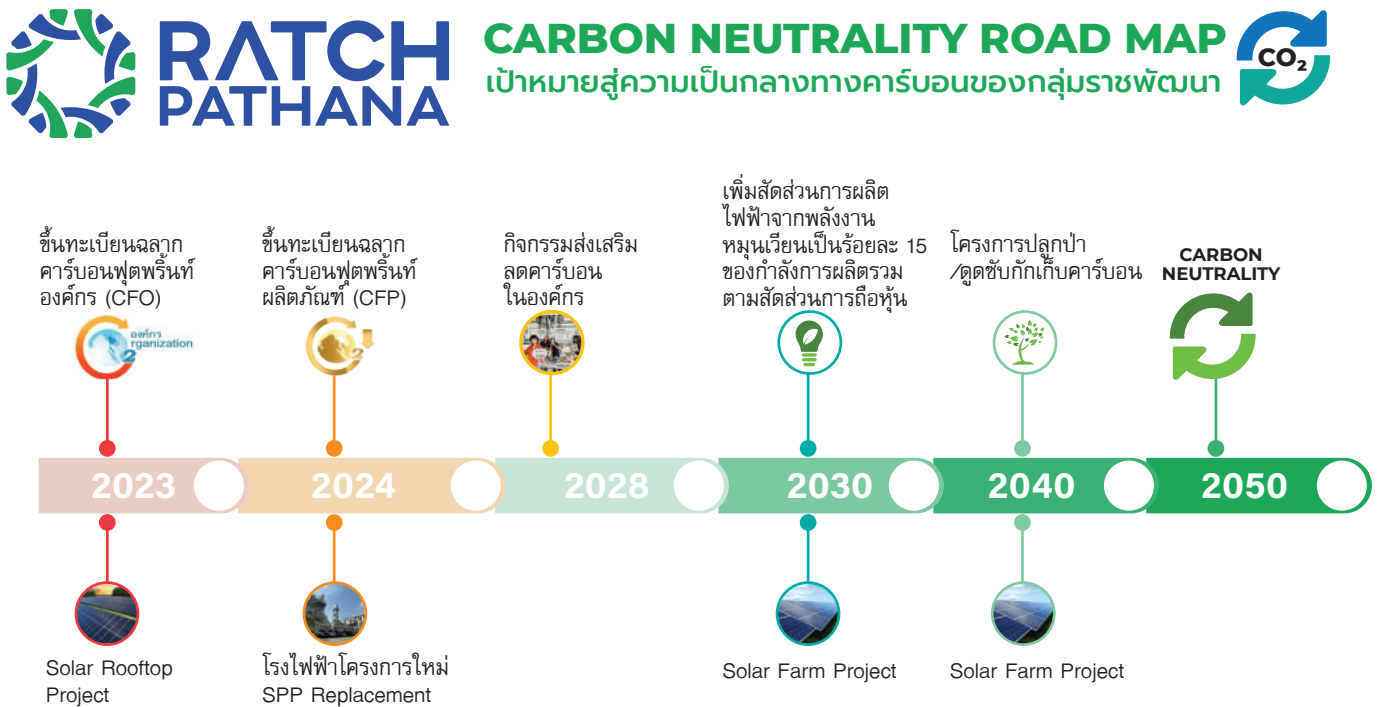 RATCH
PATHANA
CARBON NEUTRALITY ROAD MAP
เป้าหมายสู่ความเป็นกลางทางคาร์บอนของกลุ่มราชพัฒนา
CO₂
ขึ้นทะเบียนฉลาก
คาร์บอนฟุตพริ้นท์
องค์กร (CFO)
องค์กร
rganization
2
ขึ้นทะเบียนฉลาก
คาร์บอนฟุตพริ้นท์
ผลิตภัณฑ์ (CFP)
2
กิจกรรมส่งเสริม
ลดคาร์บอน
ในองค์กร
เพิ่มสัดส่วนการผลิต
ไฟฟ้าจากพลังงาน
หมุนเวียนเป็นร้อยละ 15
ของกำลังการผลิตรวม
ตามสัดส่วนการถือหุ้น
โครงการปลูกป่า
/ดูดซับกักเก็บคาร์บอน
CARBON
NEUTRALITY
2023
2024
2028
2030
2040
2050
Solar Rooftop
Project
โรงไฟฟ้าโครงการใหม่
SPP Replacement
Solar Farm Project
Solar Farm Project